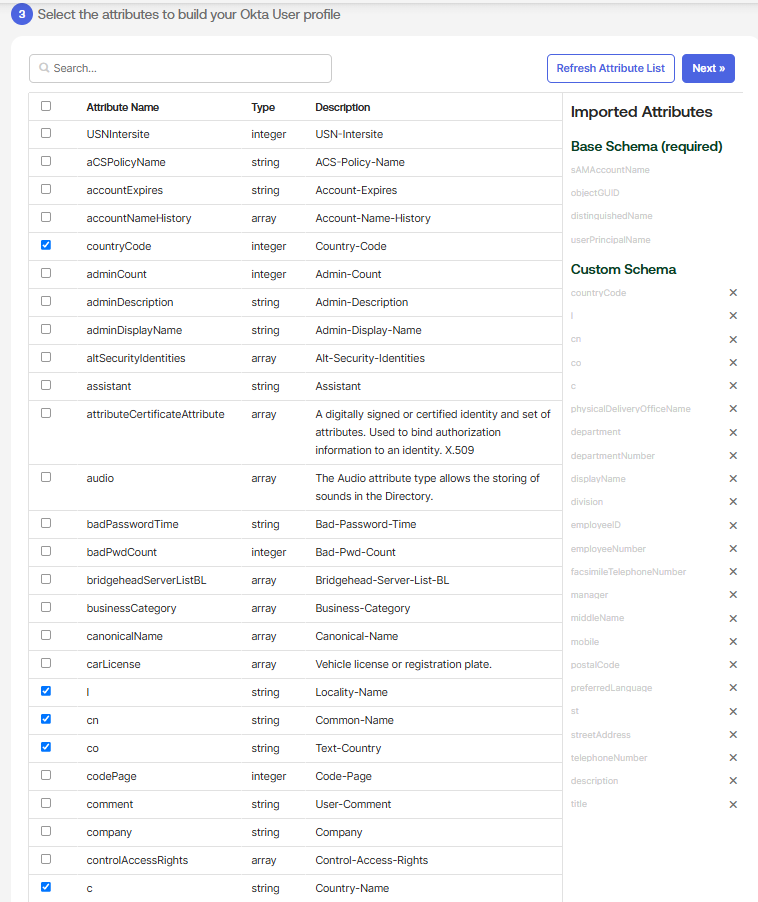 3 Select the attributes to build your Okta User profile
Search...
Refresh Attribute List
Next »
Attribute Name Type Description
USNIntersite integer USN-Intersite
aCSPolicyName string ACS-Policy-Name
accountExpires string Account-Expires
accountNameHistory array Account-Name-History
countryCode integer Country-Code
adminCount integer Admin-Count
adminDescription string Admin-Description
adminDisplayName string Admin-Display-Name
altSecurityIdentities array Alt-Security-Identities
assistant string Assistant
attributeCertificateAttribute array A digitally signed or certified identity and set of
attributes. Used to bind authorization
information to an identity. X.509
audio array The Audio attribute type allows the storing of
sounds in the Directory.
badPasswordTime string Bad-Password-Time
badPwdCount integer Bad-Pwd-Count
bridgeheadServerListBL array Bridgehead-Server-List-BL
businessCategory array Business-Category
canonicalName array Canonical-Name
carLicense array Vehicle license or registration plate.
l string Locality-Name
cn string Common-Name
co string Text-Country
codePage integer Code-Page
comment string User-Comment
company string Company
controlAccessRights array Control-Access-Rights
c string Country-Name
Imported Attributes
Base Schema (required)
sAMAccountName
objectGUID
distinguishedName
userPrincipalName
Custom Schema
countryCode
l
cn
co
c
physicalDeliveryOfficeName
department
departmentNumber
displayName
division
employeeID
employeeNumber
facsimileTelephoneNumber
manager
middleName
mobile
postalCode
preferredLanguage
st
streetAddress
telephoneNumber
description
title